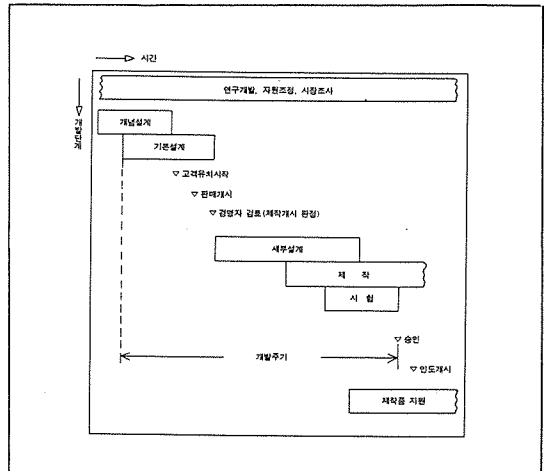 시간
개발단계
연구개발, 자원조정, 시장조사
개념설계
기본설계
▽ 고객유치시작
▽ 판매개시
▽ 경영자 검토 (제작개시 판정)
세부설계
제 작
시 험
▽ 승인
개발주기
▽ 인도개시
제작품 지원